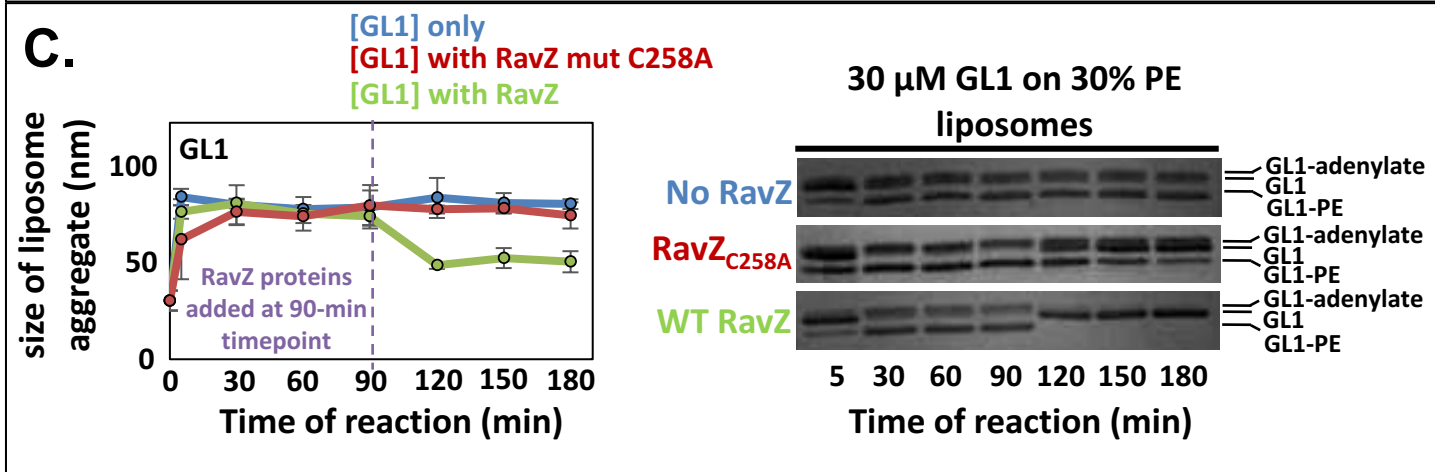 C.
[GL1] only
[GL1] with RavZ mut C258A
[GL1] with RavZ
size of liposome
aggregate (nm)
100
50
0
GL1
RavZ proteins
added at 90-min
timepoint
0 30 60 90 120 150 180
Time of reaction (min)
30 µM GL1 on 30% PE
liposomes
No RavZ
GL1-adenylate
GL1
GL1-PE
RavZC258A
GL1-adenylate
GL1
GL1-PE
WT RavZ
GL1-adenylate
GL1
GL1-PE
5 30 60 90 120 150 180
Time of reaction (min)